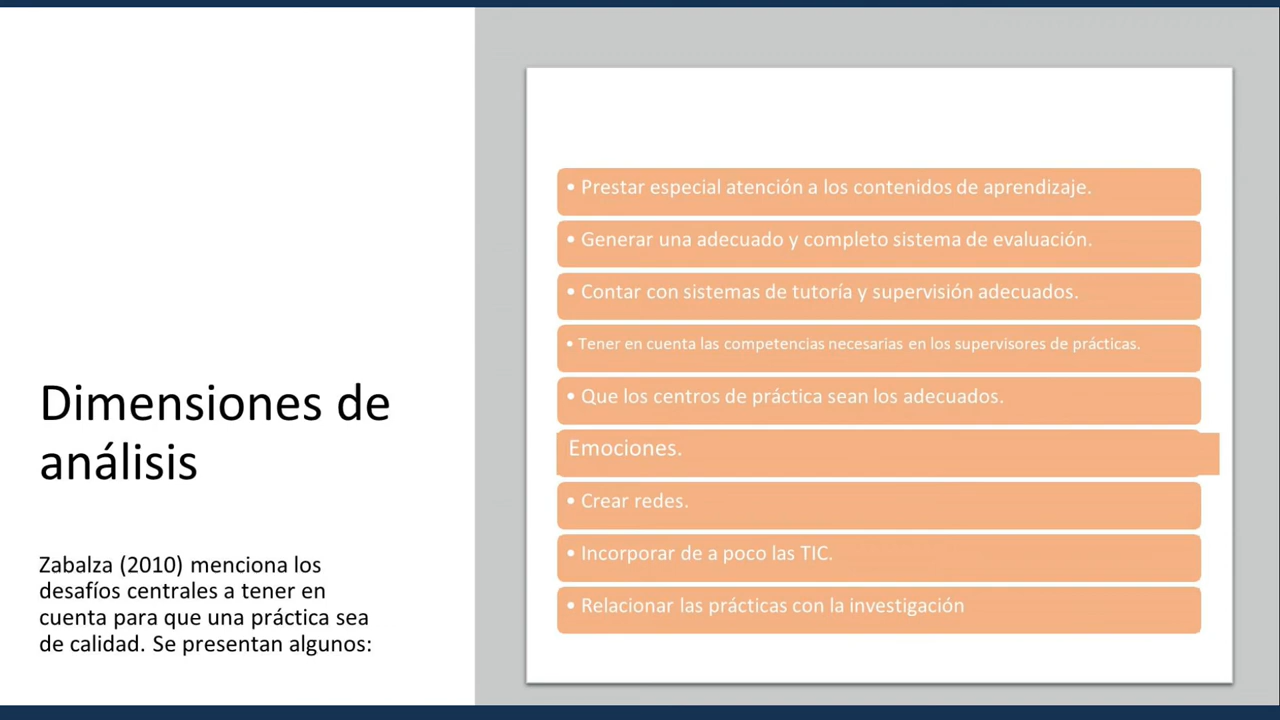 Dimensiones de
análisis
Zabalza (2010) menciona los
desafíos centrales a tener en
cuenta para que una práctica sea
de calidad. Se presentan algunos:
• Prestar especial atención a los contenidos de aprendizaje.
• Generar una adecuado y completo sistema de evaluación.
• Contar con sistemas de tutoría y supervisión adecuados.
• Tener en cuenta las competencias necesarias en los supervisores de prácticas.
• Que los centros de práctica sean los adecuados.
Emociones.
• Crear redes.
• Incorporar de a poco las TIC.
• Relacionar las prácticas con la investigación